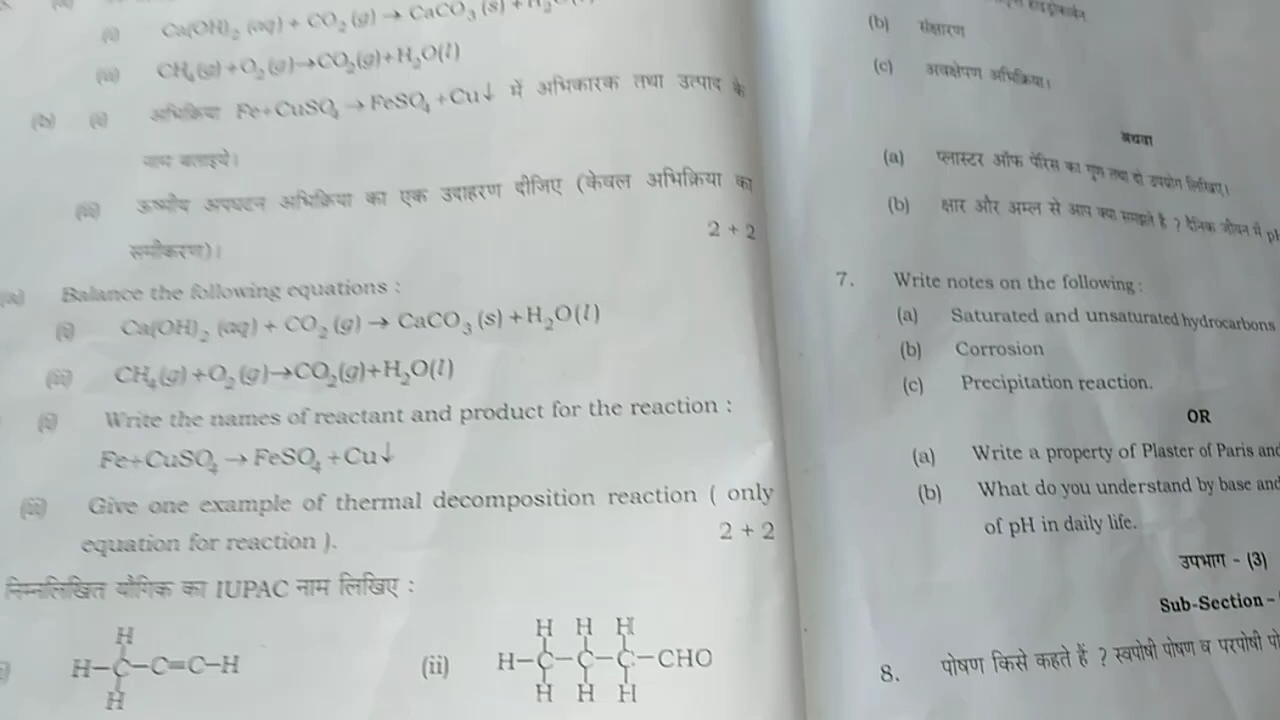 (i) Ca(OH)₂ (aq) + CO₂ (g) → CaCO₃ (s) +
(ii) CH₄(g)+O₂(g)→CO₂(g)+H₂O(l)
(b) (i) अभिक्रिया Fe+CuSO₄ → FeSO₄ +Cu↓ में अभिकारक तथा उत्पाद के
नाम बताइये।
(ii) ऊष्मीय अपघटन अभिक्रिया का एक उदाहरण दीजिए (केवल अभिक्रिया का
समीकरण)।
2 + 2
(a) Balance the following equations :
(i) Ca(OH)₂ (aq) + CO₂ (g) → CaCO₃ (s) +H₂O(l)
(ii) CH₄(g)+O₂(g)→CO₂(g)+H₂O(l)
(i) Write the names of reactant and product for the reaction :
Fe+CuSO₄ → FeSO₄ +Cu↓
(ii) Give one example of thermal decomposition reaction ( only
equation for reaction ).
2 + 2
निम्नलिखित यौगिक का IUPAC नाम लिखिए :
H
H–C–C=C–H
H
(ii)
H H H
H–C–C–C–CHO
H H H
(b) संक्षारण
(c) अवक्षेपण अभिक्रिया।
अथवा
(a) प्लास्टर ऑफ पेरिस का गुण तथा दो उपयोग लिखिए।
(b) क्षार और अम्ल से आप क्या समझते है ? दैनिक जीवन में
7. Write notes on the following :
(a) Saturated and unsaturated hydrocarbons
(b) Corrosion
(c) Precipitation reaction.
OR
(a) Write a property of Plaster of Paris and
(b) What do you understand by base and
of pH in daily life.
उपभाग - (3)
Sub-Section -
8. पोषण किसे कहते हैं ? स्वपोषी पोषण व परपोषी